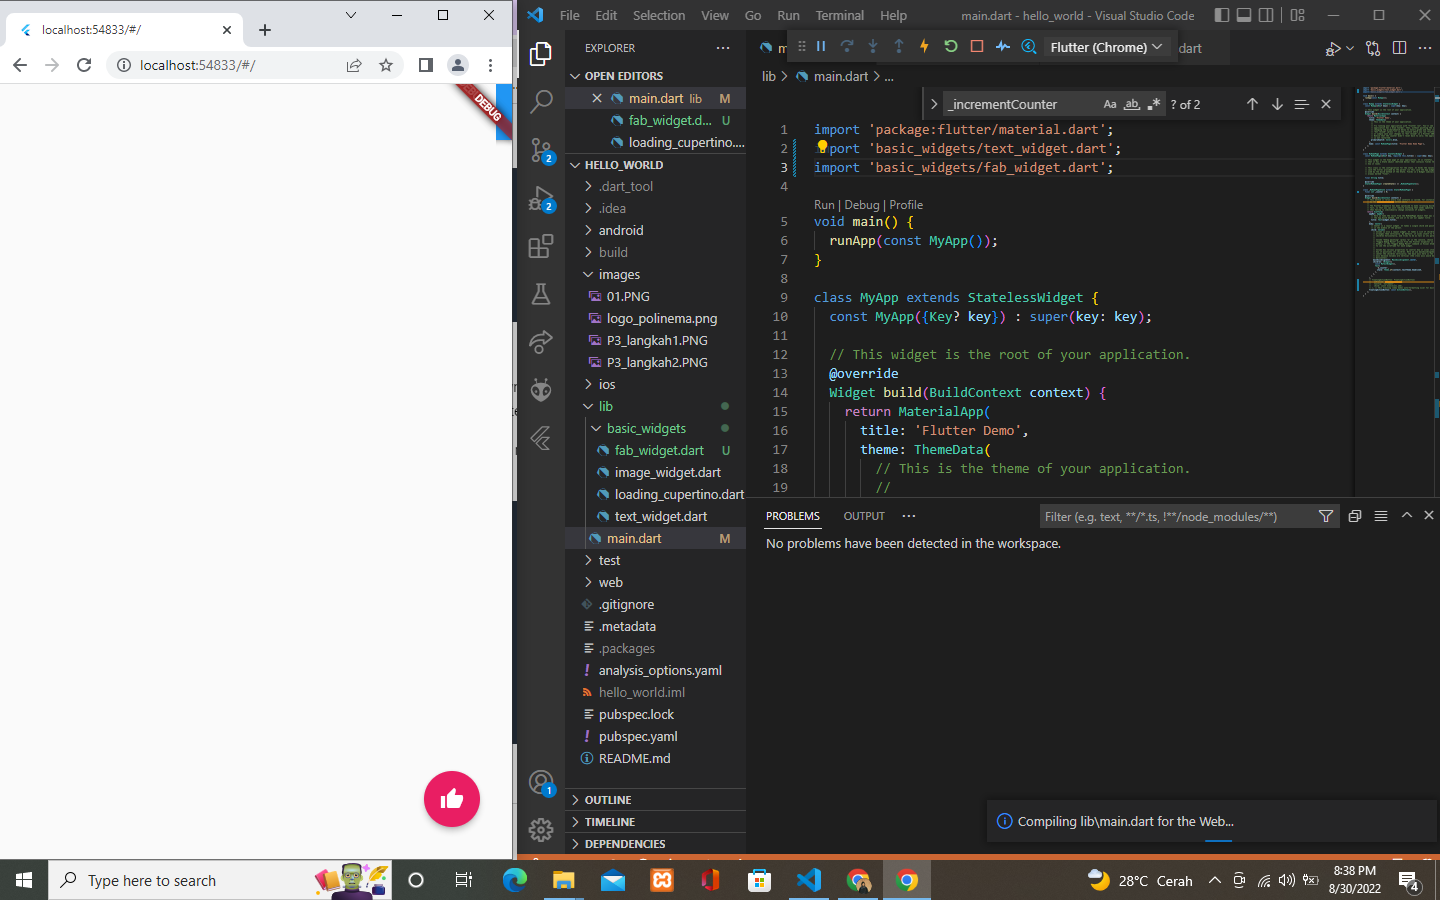 localhost:54833/#/
localhost:54833/#/
DEBUG
File Edit Selection View Go Run Terminal Help
main.dart - hello_world - Visual Studio Code
EXPLORER
OPEN EDITORS
main.dart lib M
fab_widget.d... U
loading_cupertino....
HELLO_WORLD
.dart_tool
.idea
android
build
images
01.PNG
logo_polinema.png
P3_langkah1.PNG
P3_langkah2.PNG
ios
lib
basic_widgets
fab_widget.dart U
image_widget.dart
loading_cupertino.dart
text_widget.dart
main.dart M
test
web
.gitignore
.metadata
.packages
analysis_options.yaml
hello_world.iml
pubspec.lock
pubspec.yaml
README.md
OUTLINE
TIMELINE
DEPENDENCIES
2
2
1
Flutter (Chrome)
dart
lib > main.dart > ...
_incrementCounter
Aa ab
? of 2
1 import 'package:flutter/material.dart';
2 port 'basic_widgets/text_widget.dart';
3 import 'basic_widgets/fab_widget.dart';
4
Run | Debug | Profile
5 void main() {
6 runApp(const MyApp());
7 }
8
9 class MyApp extends StatelessWidget {
10 const MyApp({Key? key}) : super(key: key);
11
12 // This widget is the root of your application.
13 @override
14 Widget build(BuildContext context) {
15 return MaterialApp(
16 title: 'Flutter Demo',
17 theme: ThemeData(
18 // This is the theme of your application.
19 //
PROBLEMS OUTPUT
Filter (e.g. text, **/*.ts, !**/node_modules/**)
No problems have been detected in the workspace.
Compiling lib\main.dart for the Web...
Type here to search
28°C Cerah
8:38 PM
8/30/2022
4